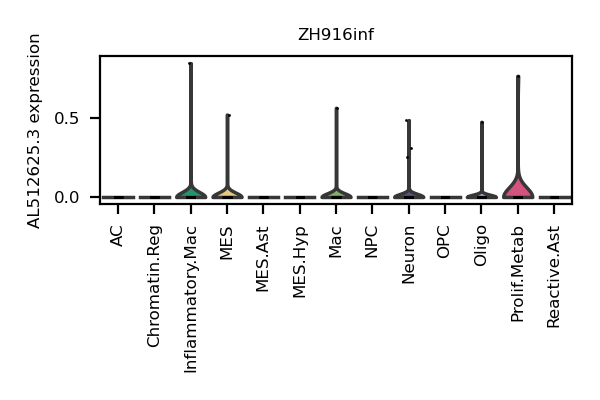 ZH916inf
AL512625.3 expression
0.5
0.0
AC
Chromatin.Reg
Inflammatory.Mac
MES
MES.Ast
MES.Hyp
Mac
NPC
Neuron
OPC
Oligo
Prolif.Metab
Reactive.Ast